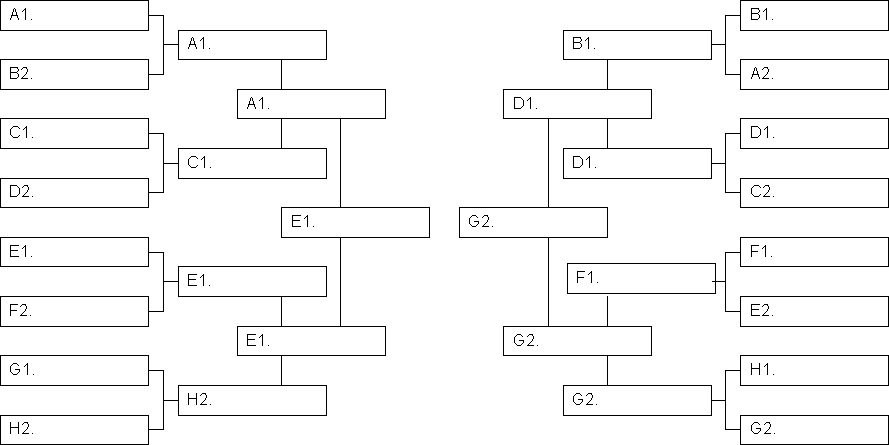 A1.
B2.
C1.
D2.
E1.
F2.
G1.
H2.
A1.
C1.
E1.
H2.
A1.
E1.
E1.
G2.
D1.
G2.
B1.
D1.
F1.
G2.
B1.
A2.
D1.
C2.
F1.
E2.
H1.
G2.